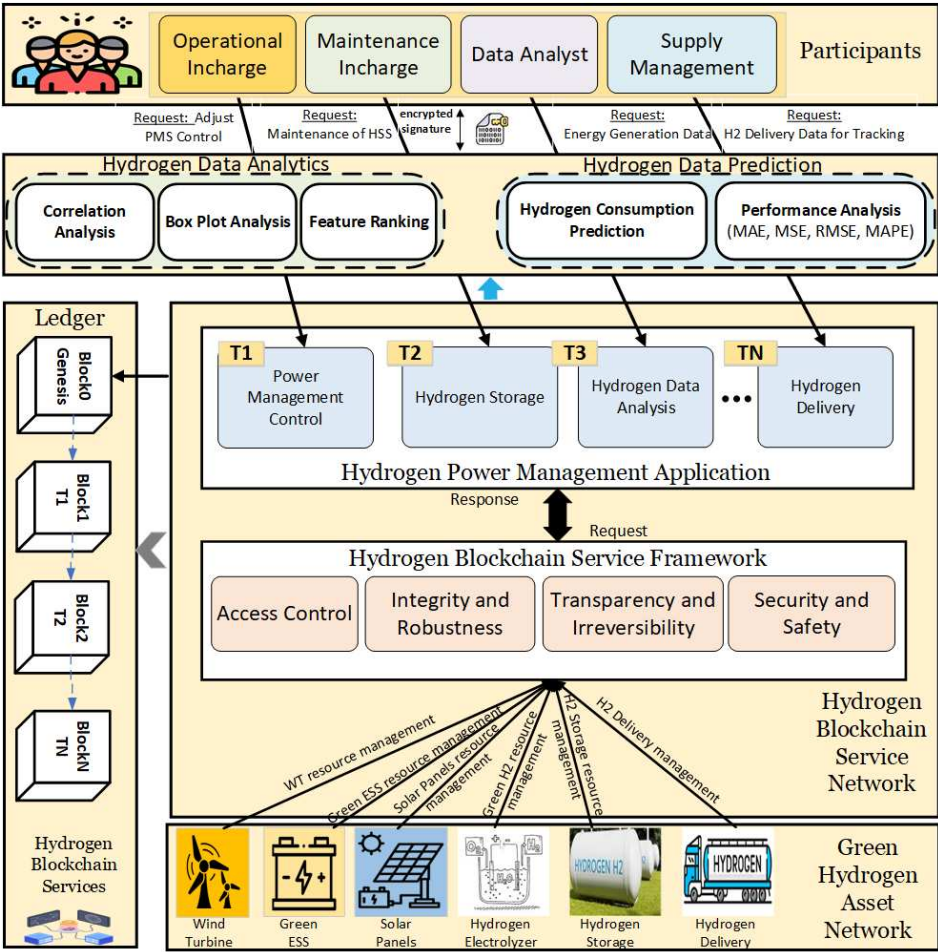 Operational
Incharge
Maintenance
Incharge
Data Analyst
Supply
Management
Participants
Request: Adjust
PMS Control
Request:
Maintenance of HSS
encrypted
signature
Request:
Energy Generation Data
Request:
H2 Delivery Data for Tracking
Hydrogen Data Analytics
Hydrogen Data Prediction
Correlation
Analysis
Box Plot Analysis
Feature Ranking
Hydrogen Consumption
Prediction
Performance Analysis
(MAE, MSE, RMSE, MAPE)
Ledger
Block0
Genesis
Block1
T1
Block2
T2
BlockN
TN
Hydrogen
Blockchain
Services
T1
Power
Management
Control
T2
Hydrogen Storage
T3
Hydrogen Data
Analysis
TN
Hydrogen
Delivery
Hydrogen Power Management Application
Response
Request
Hydrogen Blockchain Service Framework
Access Control
Integrity and
Robustness
Transparency and
Irreversibility
Security and
Safety
WT resource management
Green ESS resource management
Solar Panels resource
management
Green H2 resource
management
H2 Storage resource
management
H2 Delivery management
Hydrogen
Blockchain
Service
Network
O2
H2
H2O
HYDROGEN H2
HYDROGEN
Wind
Turbine
Green
ESS
Solar
Panels
Hydrogen
Electrolyzer
Hydrogen
Storage
Hydrogen
Delivery
Green
Hydrogen
Asset
Network